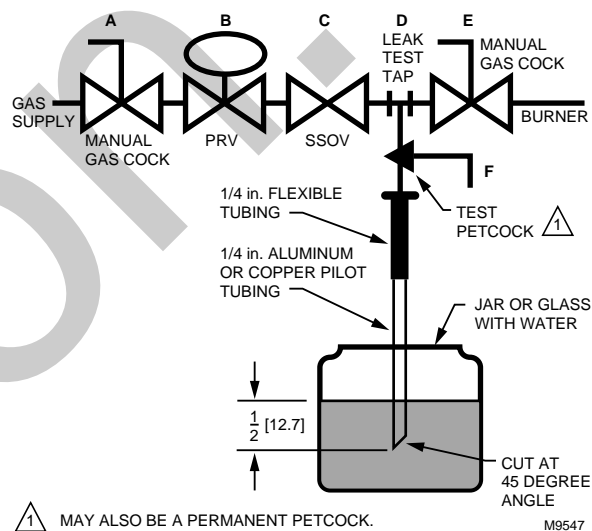 A
B
C
D
E
LEAK
TEST
TAP
MANUAL
GAS COCK
GAS
SUPPLY
MANUAL
GAS COCK
PRV
SSOV
BURNER
F
1/4 in. FLEXIBLE
TUBING
TEST
PETCOCK 1
1/4 in. ALUMINUM
OR COPPER PILOT
TUBING
JAR OR GLASS
WITH WATER
1/2 [12.7]
CUT AT
45 DEGREE
ANGLE
1 MAY ALSO BE A PERMANENT PETCOCK.
M9547